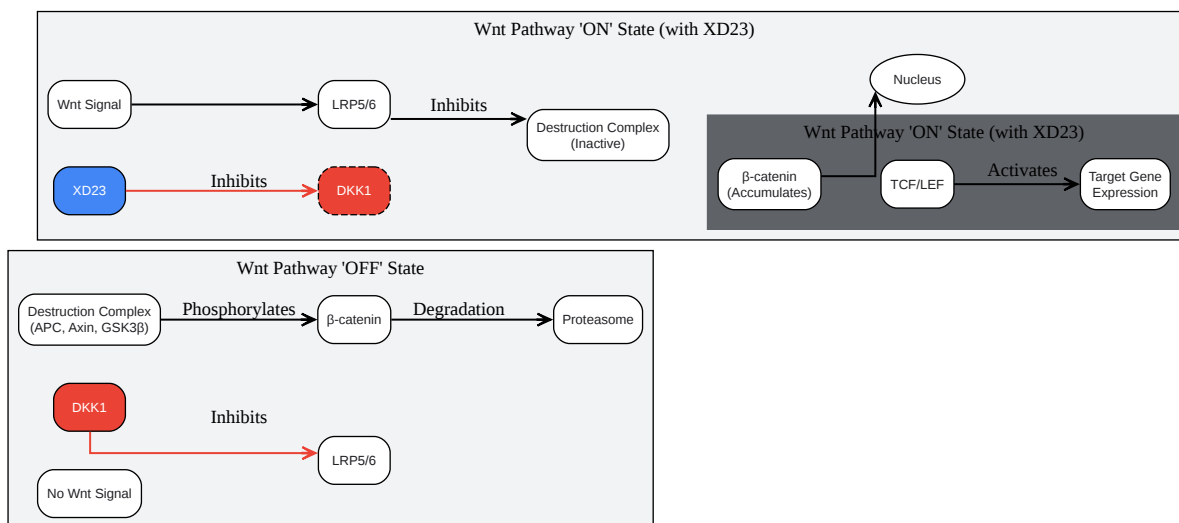 Wnt Pathway 'ON' State (with XD23)
Nucleus
Wnt Signal
LRP5/6
Inhibits
Destruction Complex
(Inactive)
Wnt Pathway 'ON' State (with XD23)
XD23
Inhibits
DKK1
β-catenin
(Accumulates)
TCF/LEF
Activates
Target Gene
Expression
Wnt Pathway 'OFF' State
Destruction Complex
(APC, Axin, GSK3β)
Phosphorylates
β-catenin
Degradation
Proteasome
DKK1
Inhibits
LRP5/6
No Wnt Signal